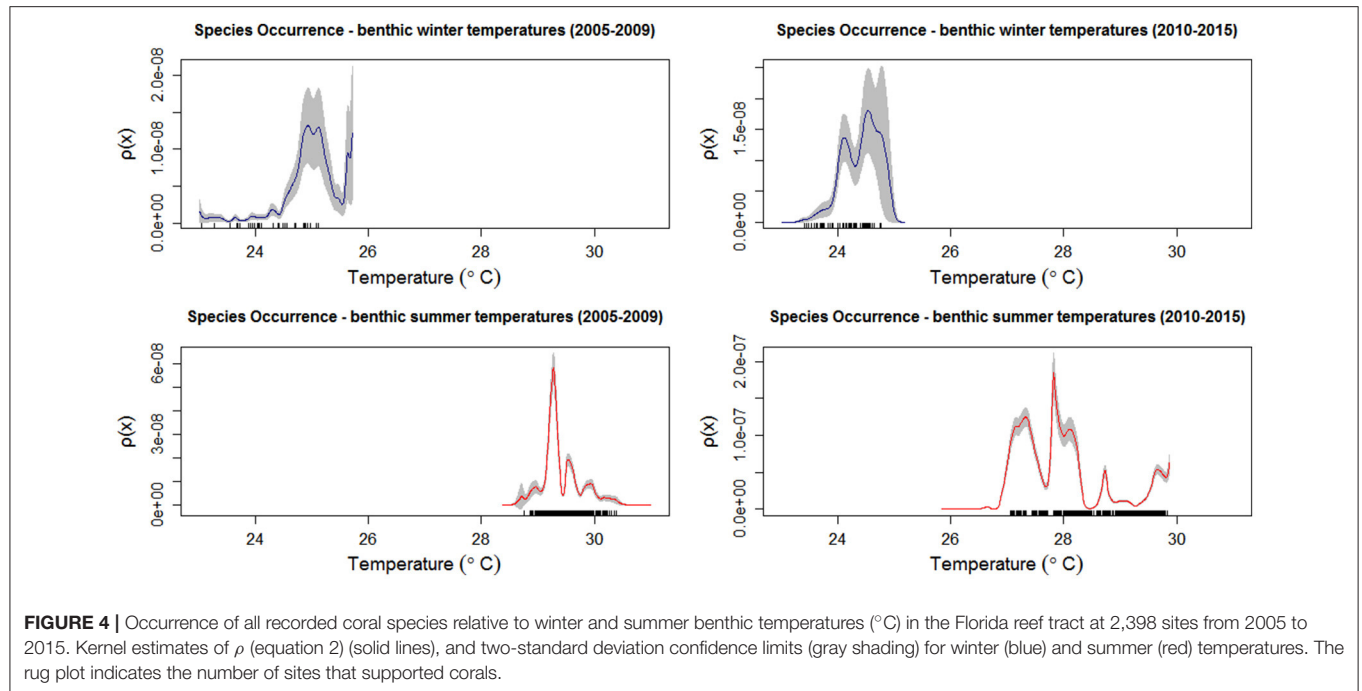 Species Occurrence - benthic winter temperatures (2005-2009)
ρ(x)
0.0e+00 1.0e-08 2.0e-08
24 26 28 30
Temperature (° C)
Species Occurrence - benthic winter temperatures (2010-2015)
ρ(x)
0.0e+00 1.5e-08
24 26 28 30
Temperature (° C)
Species Occurrence - benthic summer temperatures (2005-2009)
ρ(x)
0e+00 3e-08 6e-08
24 26 28 30
Temperature (° C)
Species Occurrence - benthic summer temperatures (2010-2015)
ρ(x)
0.0e+00 1.0e-07 2.0e-07
24 26 28 30
Temperature (° C)
FIGURE 4 | Occurrence of all recorded coral species relative to winter and summer benthic temperatures (°C) in the Florida reef tract at 2,398 sites from 2005 to
2015. Kernel estimates of ρ (equation 2) (solid lines), and two-standard deviation confidence limits (gray shading) for winter (blue) and summer (red) temperatures. The
rug plot indicates the number of sites that supported corals.